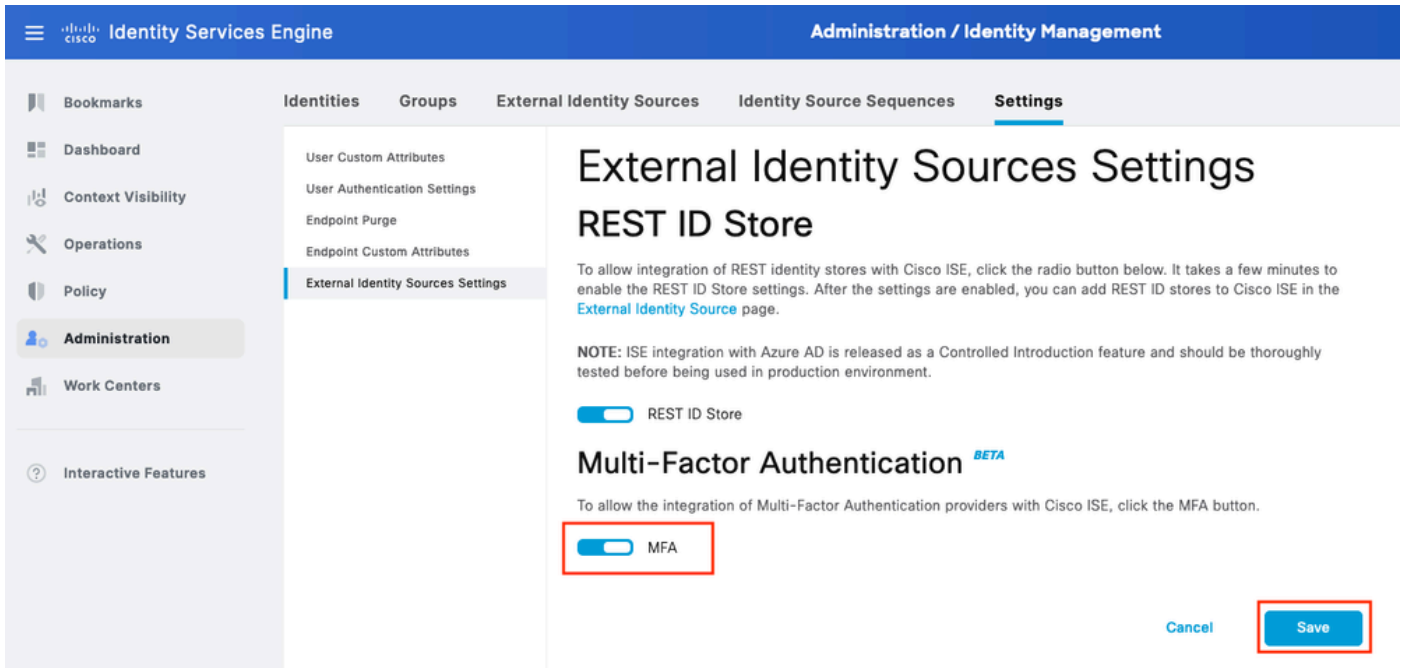 cisco Identity Services Engine
Administration / Identity Management
Bookmarks
Dashboard
Context Visibility
Operations
Policy
Administration
Work Centers
? Interactive Features
Identities Groups External Identity Sources Identity Source Sequences Settings
User Custom Attributes
User Authentication Settings
Endpoint Purge
Endpoint Custom Attributes
External Identity Sources Settings
External Identity Sources Settings
REST ID Store
To allow integration of REST identity stores with Cisco ISE, click the radio button below. It takes a few minutes to
enable the REST ID Store settings. After the settings are enabled, you can add REST ID stores to Cisco ISE in the
External Identity Source page.
NOTE: ISE integration with Azure AD is released as a Controlled Introduction feature and should be thoroughly
tested before being used in production environment.
REST ID Store
Multi-Factor Authentication BETA
To allow the integration of Multi-Factor Authentication providers with Cisco ISE, click the MFA button.
MFA
Cancel Save